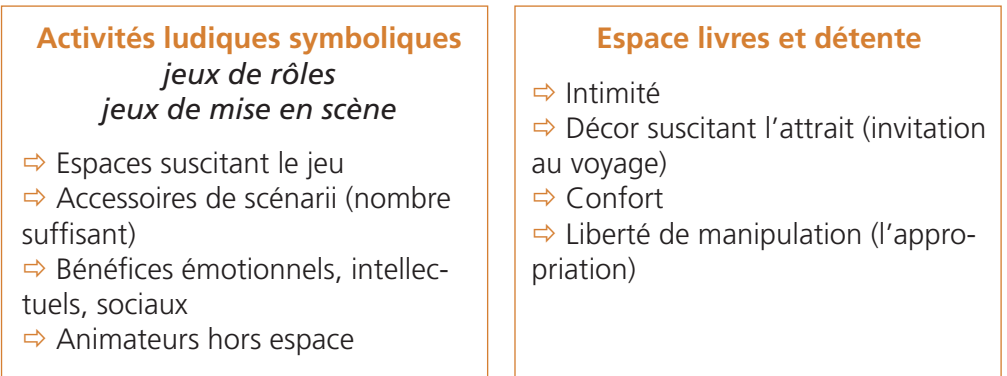 Activités ludiques symboliques
jeux de rôles
jeux de mise en scène
⇨ Espaces suscitant le jeu
⇨ Accessoires de scénarii (nombre
suffisant)
⇨ Bénéfices émotionnels, intellec-
tuels, sociaux
⇨ Animateurs hors espace
Espace livres et détente
⇨ Intimité
⇨ Décor suscitant l’attrait (invitation
au voyage)
⇨ Confort
⇨ Liberté de manipulation (l’appro-
priation)